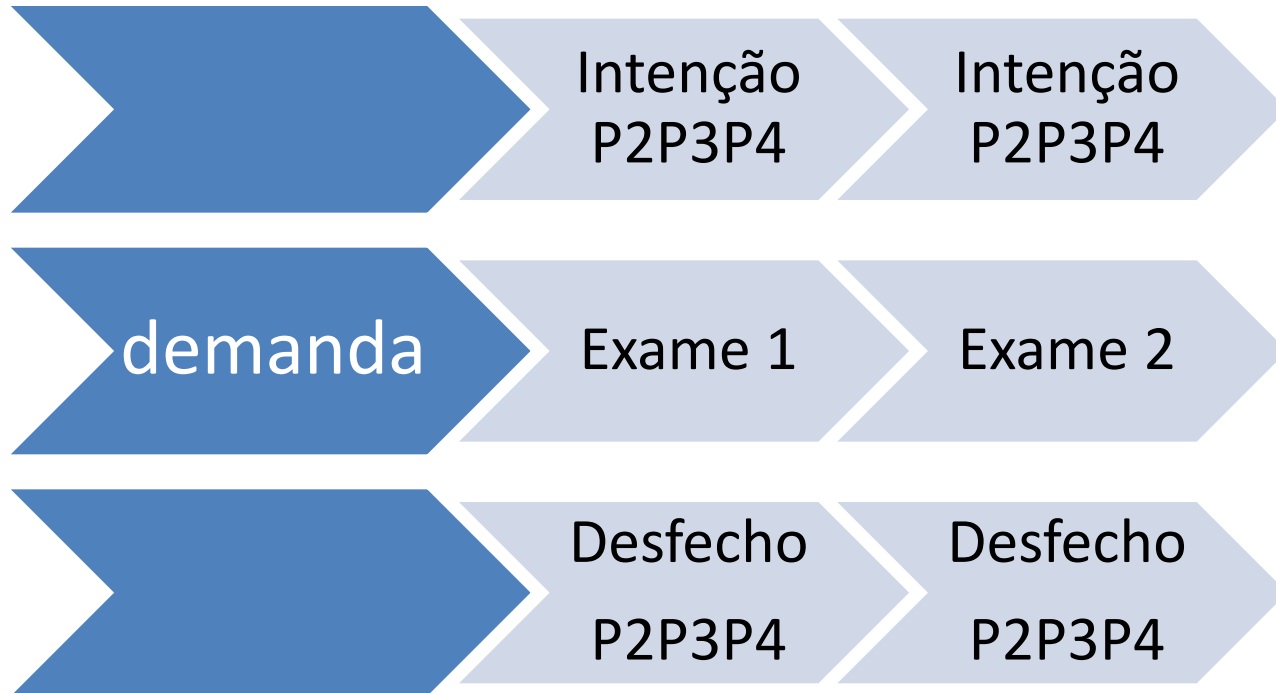 Intenção
P2P3P4
Intenção
P2P3P4
demanda
Exame 1
Exame 2
Desfecho
P2P3P4
Desfecho
P2P3P4